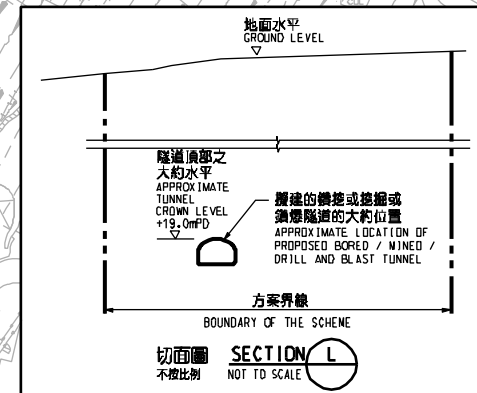 地面水平
GROUND LEVEL
隧道頂部之
大約水平
APPROXIMATE
TUNNEL
CROWN LEVEL
+19.0mPD
擬建的鑽挖或挖掘或
鑽爆隧道的大約位置
APPROXIMATE LOCATION OF
PROPOSED BORED / MINED /
DRILL AND BLAST TUNNEL
方案界線
BOUNDARY OF THE SCHEME
切面圖 SECTION L
不按比例 NOT TO SCALE